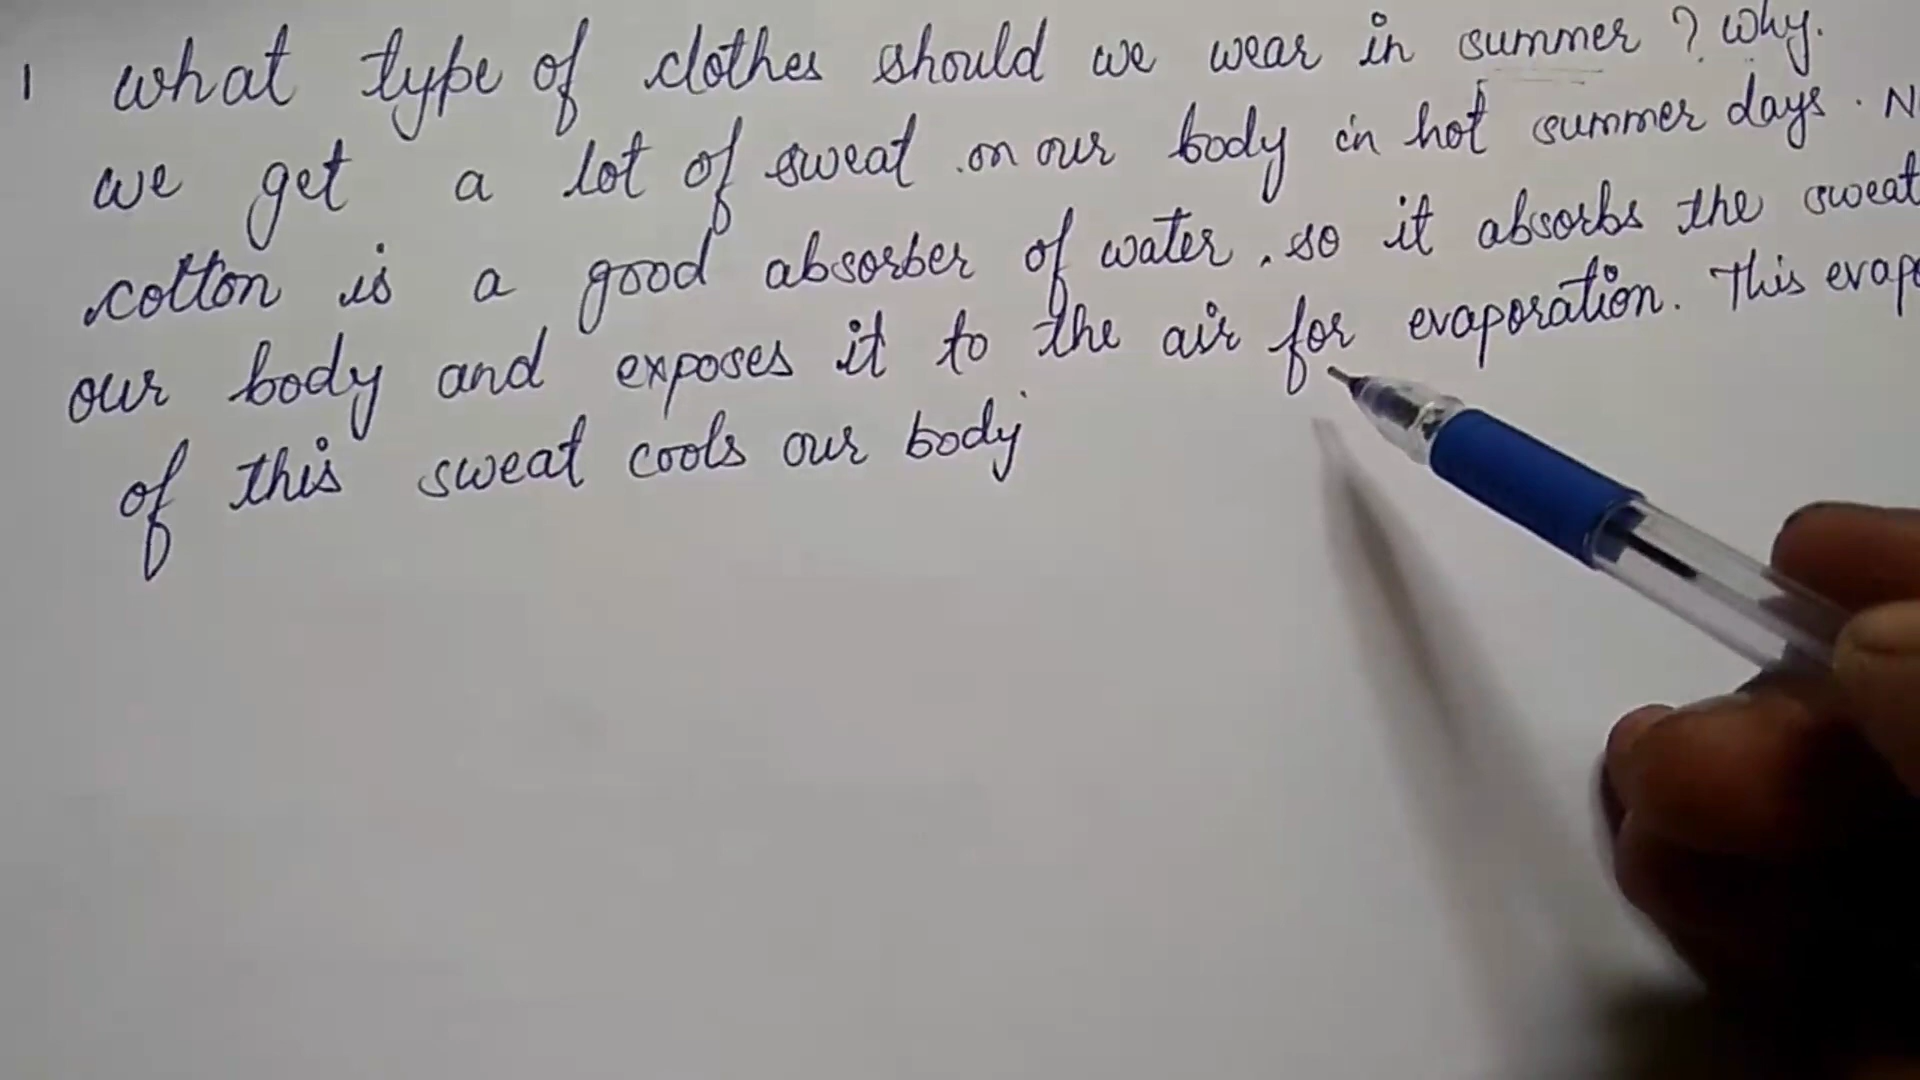 1 what type of clothes should we wear in summer ? why.
we get a lot of sweat on our body in hot summer days. N
cotton is a good absorber of water. so it absorbs the sweat
our body and exposes it to the air for evaporation. This evap
of this sweat cools our body